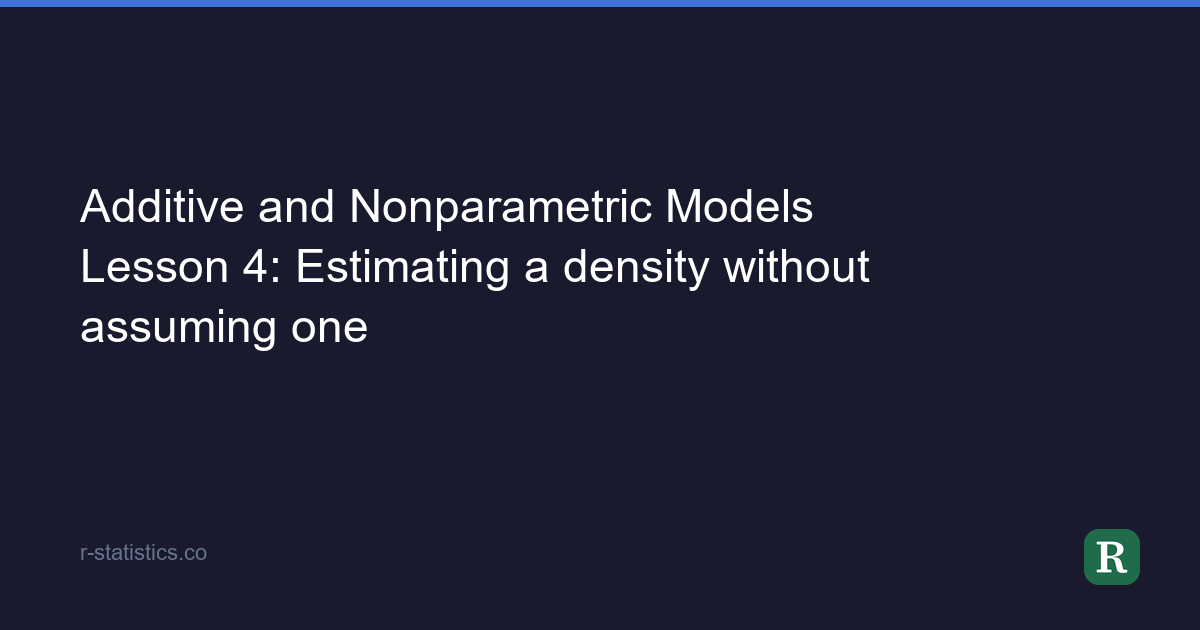 Additive and Nonparametric Models
Lesson 4: Estimating a density without
assuming one
r-statistics.co
R